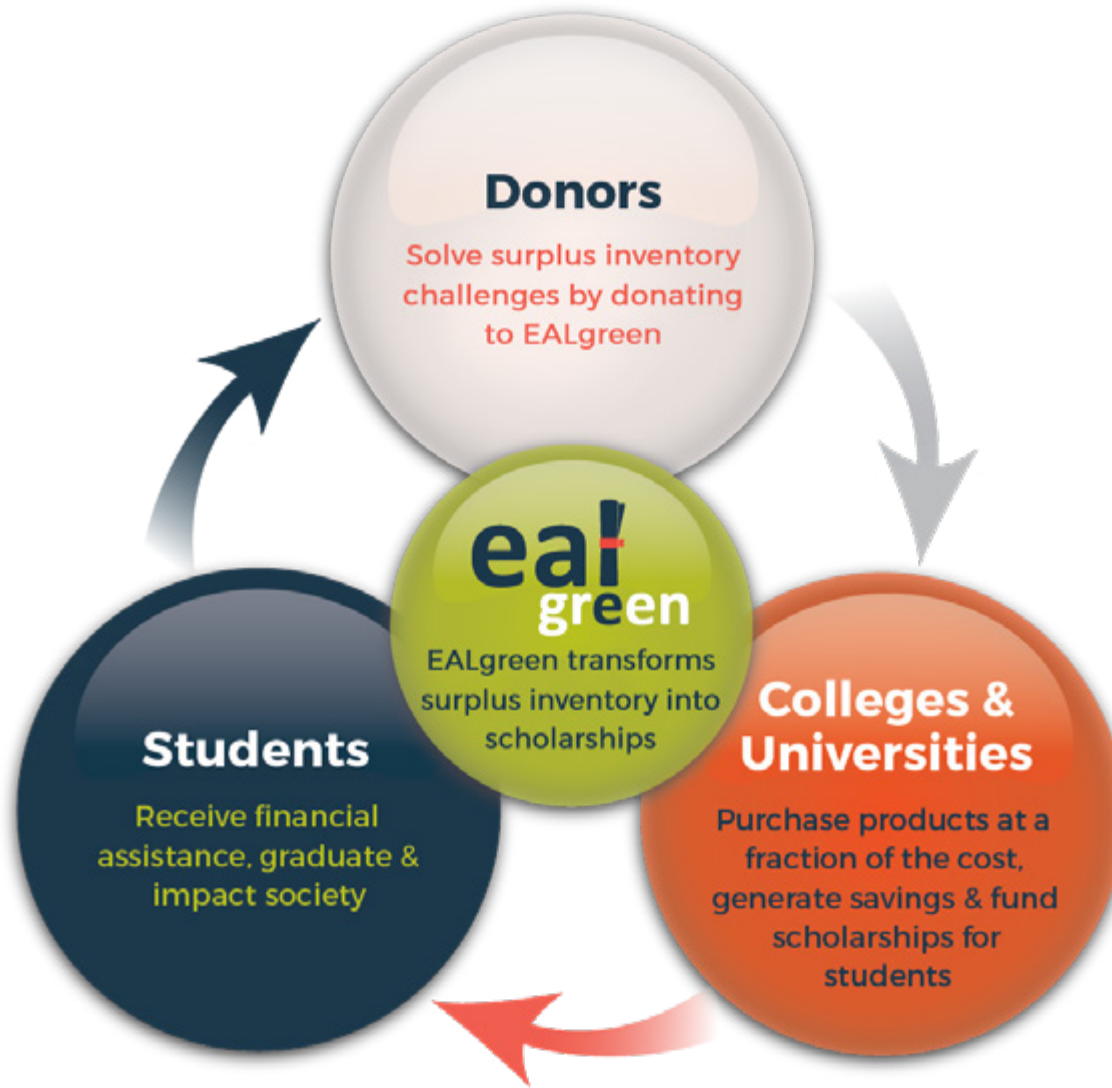 Donors
Solve surplus inventory
challenges by donating
to EALgreen
eal
green
EALgreen transforms
surplus inventory into
scholarships
Colleges &
Universities
Purchase products at a
fraction of the cost,
generate savings & fund
scholarships for
students
Students
Receive financial
assistance, graduate &
impact society